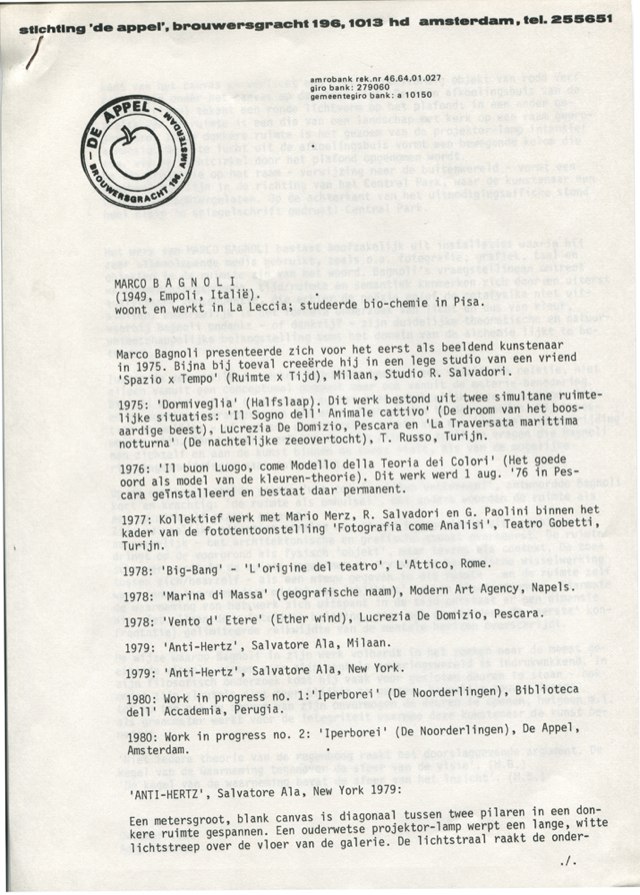 stichting 'de appel', brouwersgracht 196, 1013 hd amsterdam, tel. 255651
amrobank rek.nr 46.64.01.027
giro bank: 279060
gemeentegiro bank: a 10150
DE APPEL
BROUWERSGRACHT 196, AMSTERDAM
MARCO B A G N O L I
(1949, Empoli, Italië).
woont en werkt in La Leccia; studeerde bio-chemie in Pisa.
Marco Bagnoli presenteerde zich voor het eerst als beeldend kunstenaar
in 1975. Bijna bij toeval creeërde hij in een lege studio van een vriend
'Spazio x Tempo' (Ruimte x Tijd), Milaan, Studio R. Salvadori.
1975: 'Dormiveglia' (Halfslaap). Dit werk bestond uit twee simultane ruimte-
lijke situaties: 'Il Sogno dell' Animale cattivo' (De droom van het boos-
aardige beest), Lucrezia De Domizio, Pescara en 'La Traversata marittima
notturna' (De nachtelijke zeeovertocht), T. Russo, Turijn.
1976: 'Il buon Luogo, come Modello della Teoria dei Colori' (Het goede
oord als model van de kleuren-theorie). Dit werk werd 1 aug. '76 in Pes-
cara geïnstalleerd en bestaat daar permanent.
1977: Kollektief werk met Mario Merz, R. Salvadori en G. Paolini binnen het
kader van de fototentoonstelling 'Fotografia come Analisi', Teatro Gobetti,
Turijn.
1978: 'Big-Bang' - 'L'origine del teatro', L'Attico, Rome.
1978: 'Marina di Massa' (geografische naam), Modern Art Agency, Napels.
1978: 'Vento d' Etere' (Ether wind), Lucrezia De Domizio, Pescara.
1979: 'Anti-Hertz', Salvatore Ala, Milaan.
1979: 'Anti-Hertz', Salvatore Ala, New York.
1980: Work in progress no. 1:'Iperborei' (De Noorderlingen), Biblioteca
dell' Accademia, Perugia.
1980: Work in progress no. 2: 'Iperborei' (De Noorderlingen), De Appel,
Amsterdam.
'ANTI-HERTZ', Salvatore Ala, New York 1979:
Een metersgroot, blank canvas is diagonaal tussen twee pilaren in een don-
kere ruimte gespannen. Een ouderwetse projektor-lamp werpt een lange, witte
lichtstreep over de vloer van de galerie. De lichtstraal raakt de onder-
./.